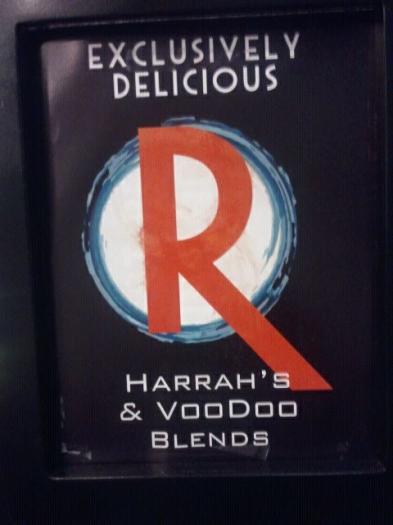 EXCLUSIVELY
DELICIOUS
R
HARRAH'S
& VOODOO
BLENDS